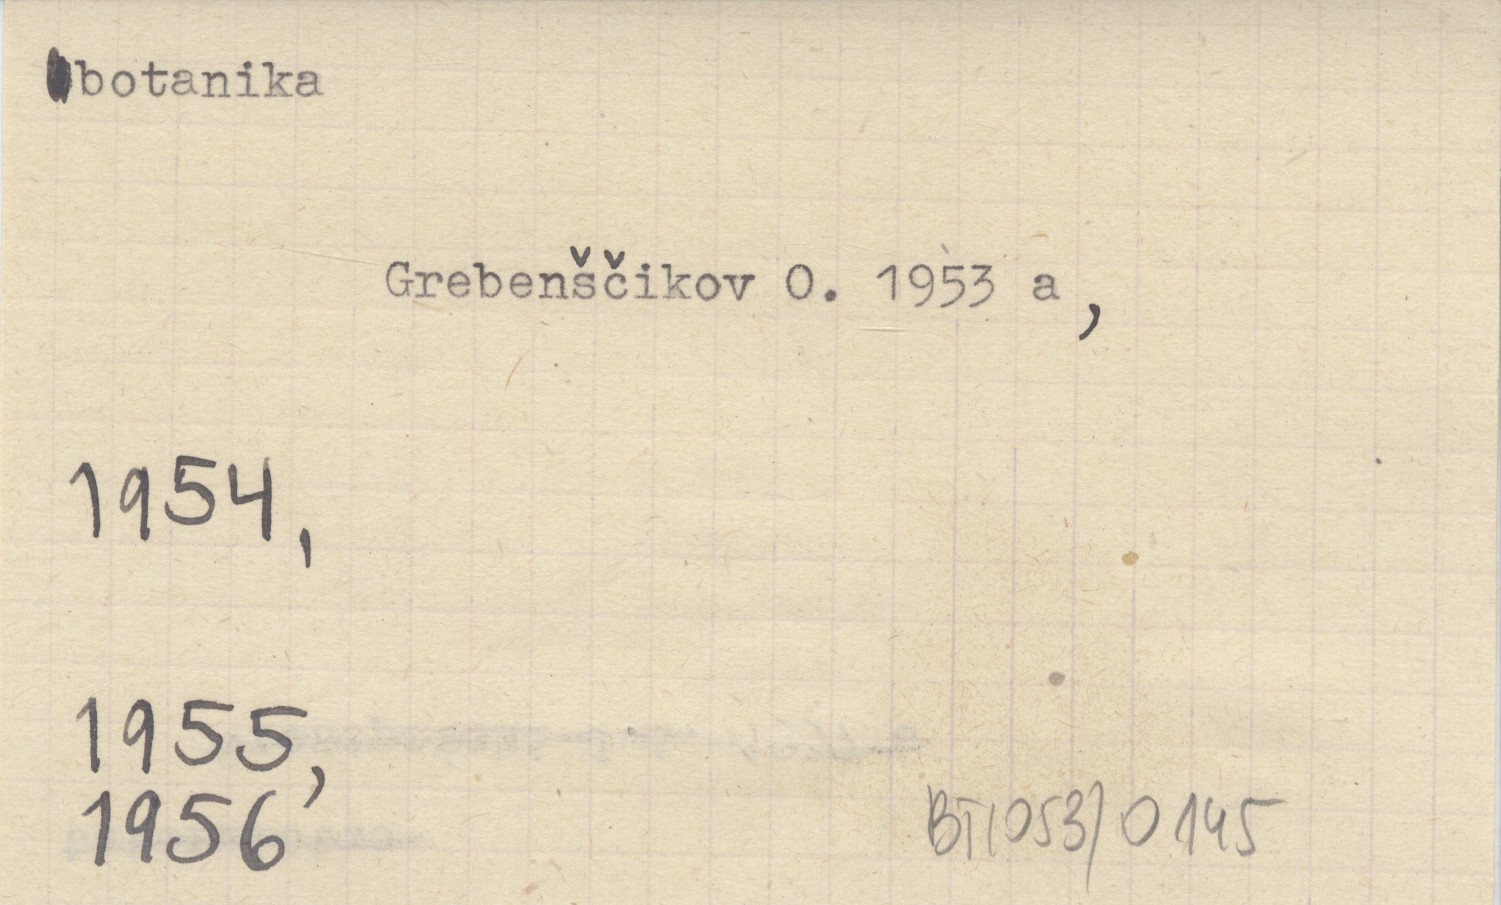 botanika
Grebenščikov O. 1953 a,
1954,
1955,
1956
BT1053/0145